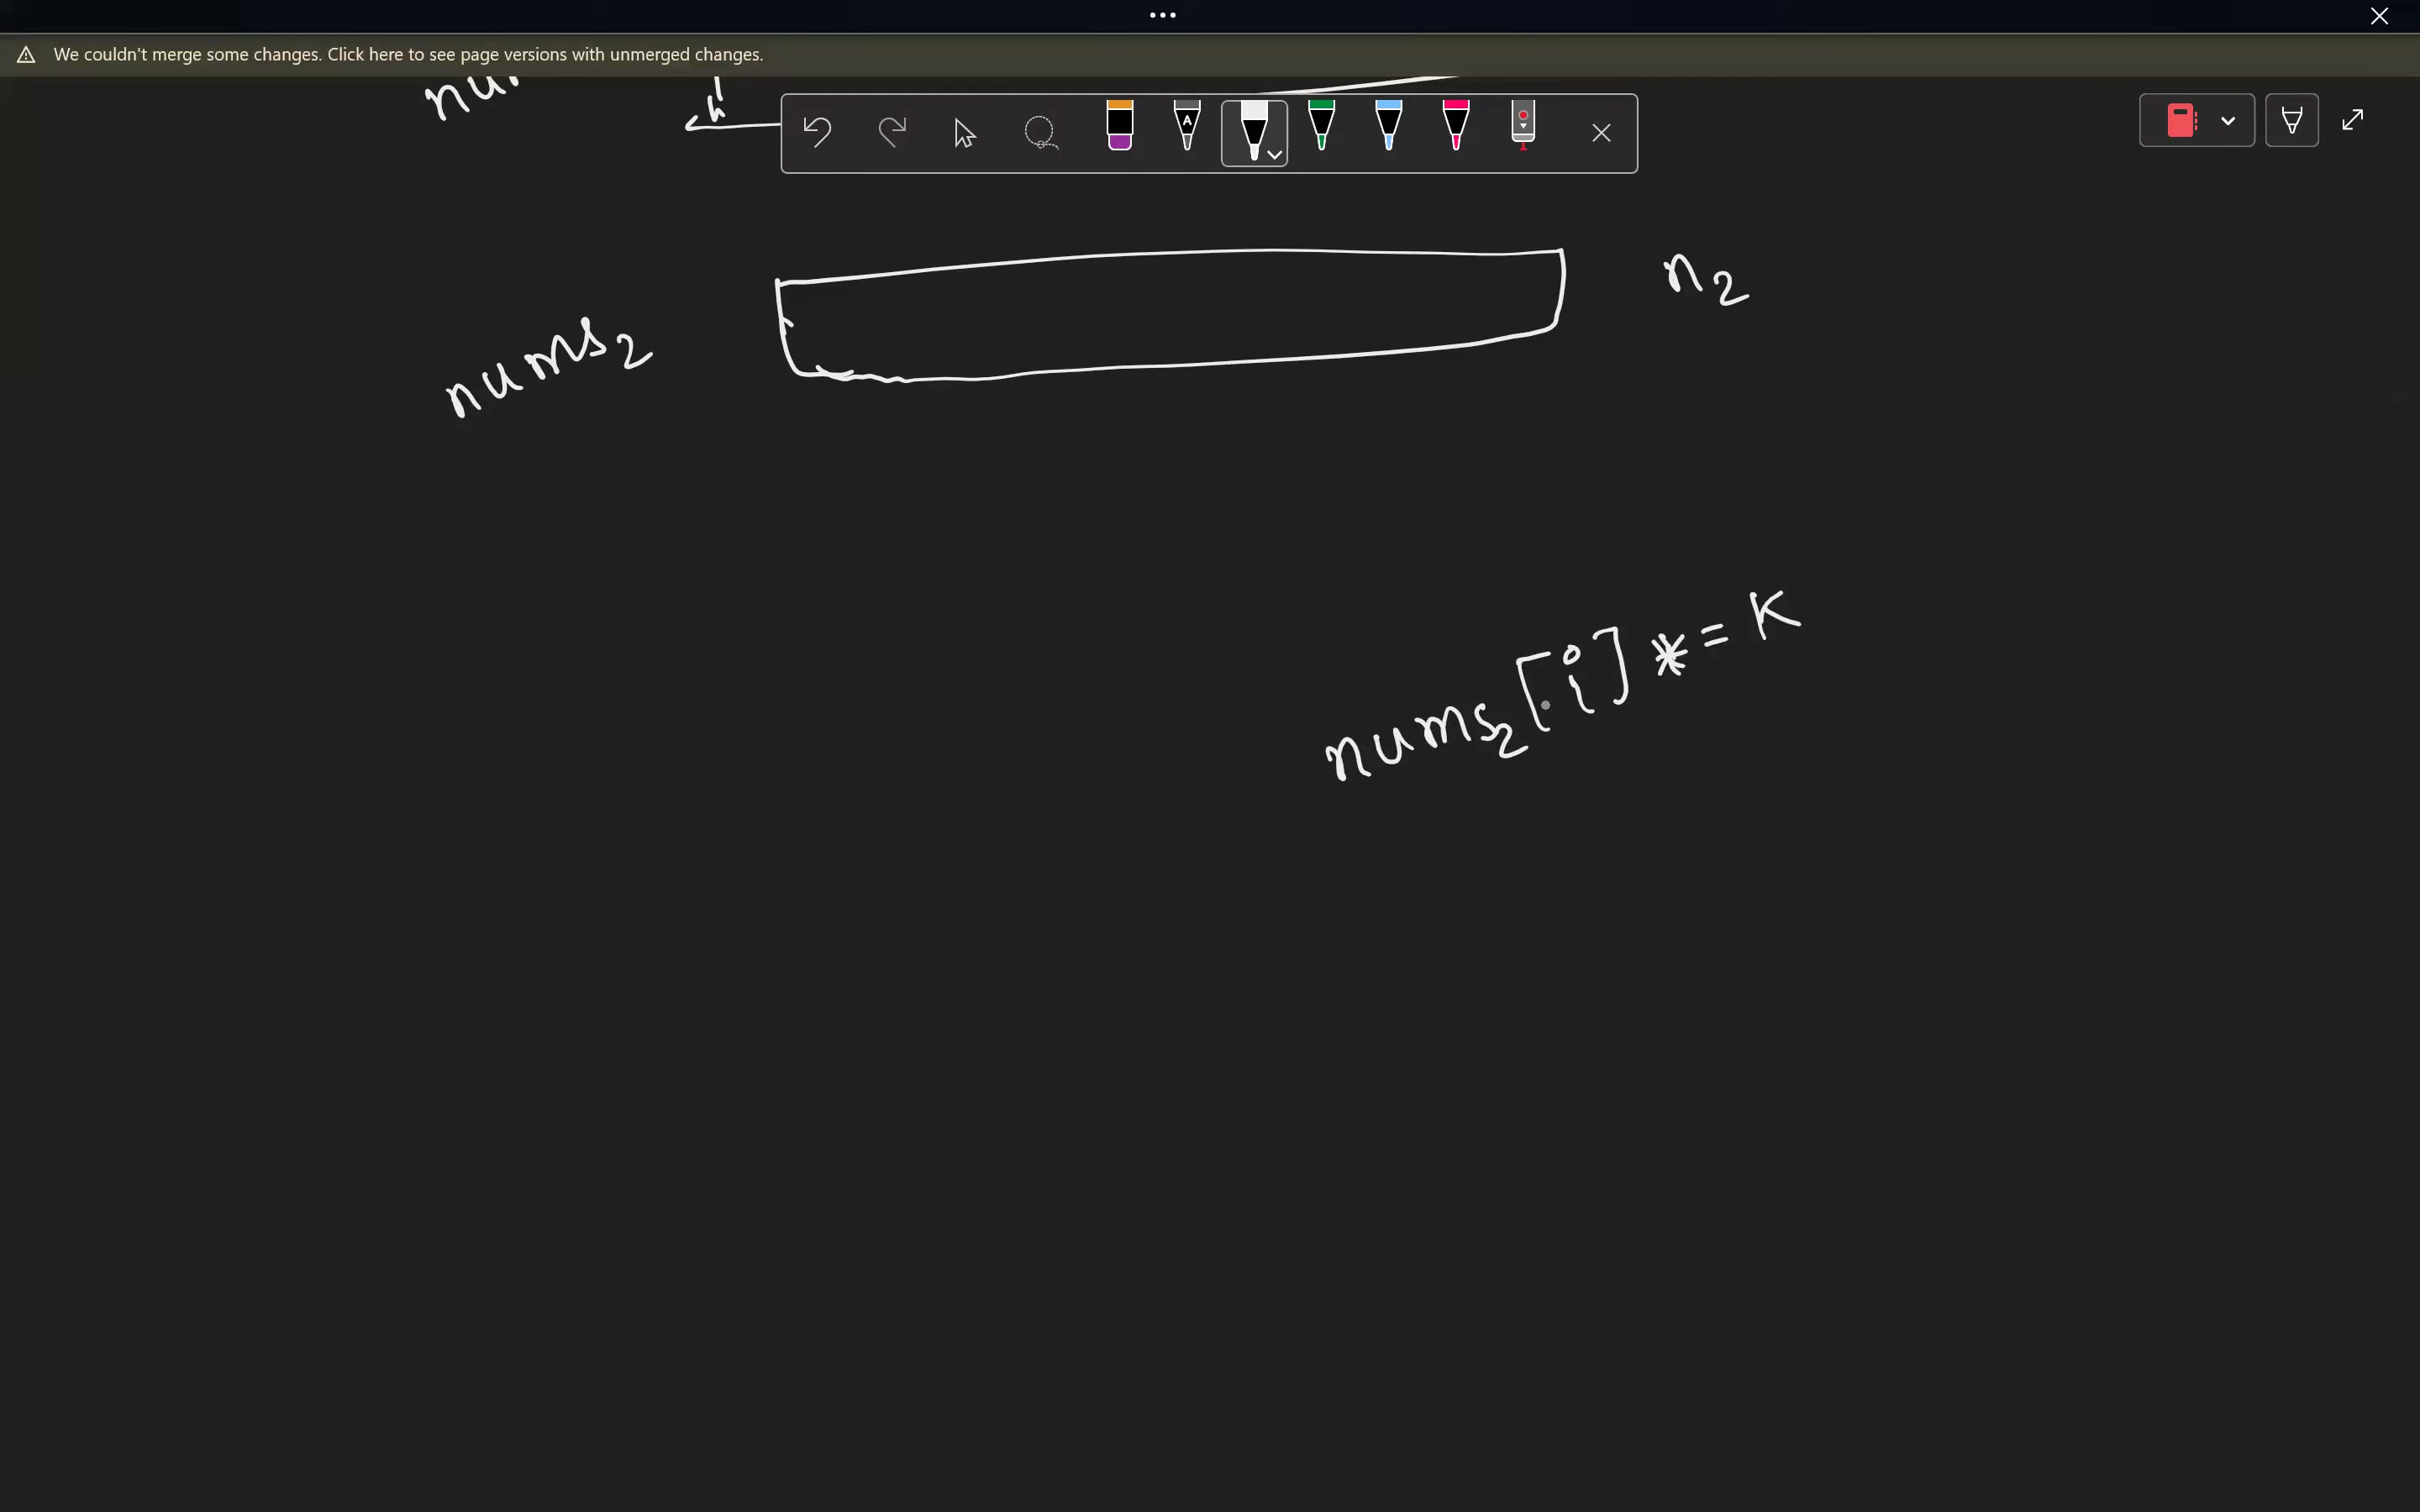 We couldn't merge some changes. Click here to see page versions with unmerged changes.
A
n₂
nums₂
nums₂[i] *= K